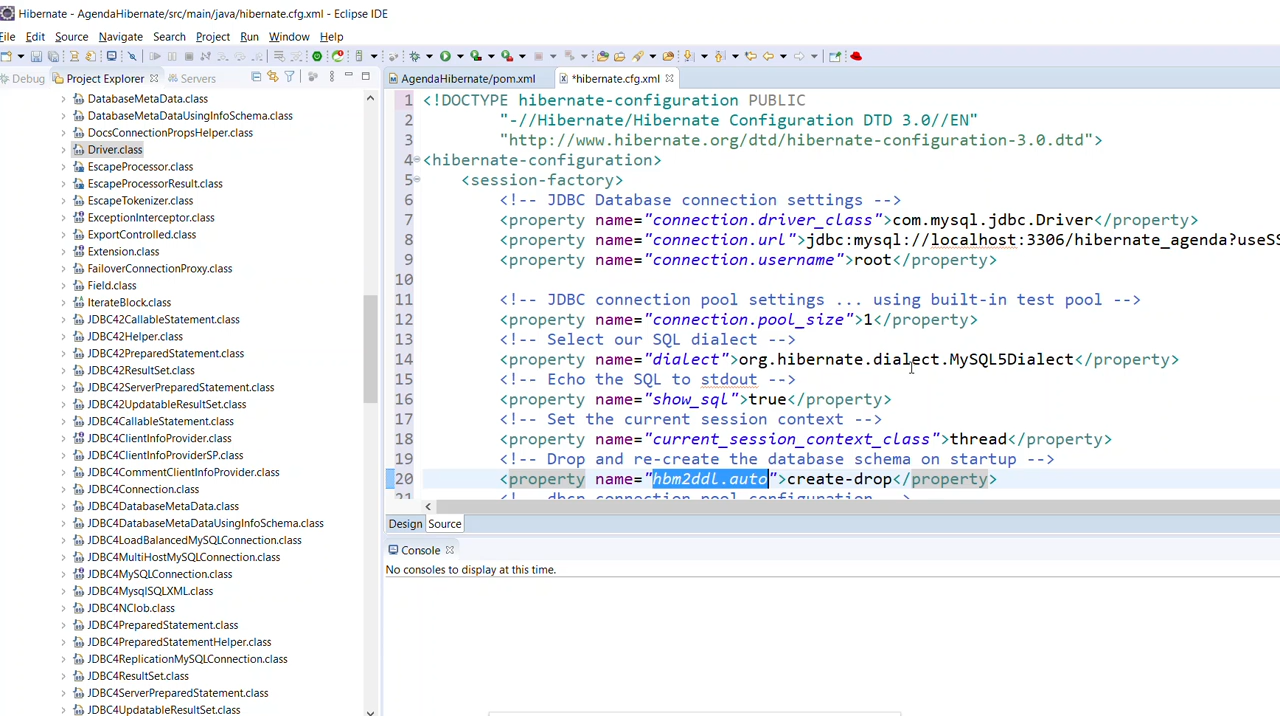 Hibernate - AgendaHibernate/src/main/java/hibernate.cfg.xml - Eclipse IDE
File Edit Source Navigate Search Project Run Window Help
Debug Project Explorer Servers
DatabaseMetaData.class
DatabaseMetaDataUsingInfoSchema.class
DocsConnectionPropsHelper.class
Driver.class
EscapeProcessor.class
EscapeProcessorResult.class
EscapeTokenizer.class
ExceptionInterceptor.class
ExportControlled.class
Extension.class
FailoverConnectionProxy.class
Field.class
IterateBlock.class
JDBC42CallableStatement.class
JDBC42Helper.class
JDBC42PreparedStatement.class
JDBC42ResultSet.class
JDBC42ServerPreparedStatement.class
JDBC42UpdatableResultSet.class
JDBC4CallableStatement.class
JDBC4ClientInfoProvider.class
JDBC4ClientInfoProviderSP.class
JDBC4CommentClientInfoProvider.class
JDBC4Connection.class
JDBC4DatabaseMetaData.class
JDBC4DatabaseMetaDataUsingInfoSchema.class
JDBC4LoadBalancedMySQLConnection.class
JDBC4MultiHostMySQLConnection.class
JDBC4MySQLConnection.class
JDBC4MysqlSQLXML.class
JDBC4NClob.class
JDBC4PreparedStatement.class
JDBC4PreparedStatementHelper.class
JDBC4ReplicationMySQLConnection.class
JDBC4ResultSet.class
JDBC4ServerPreparedStatement.class
JDBC4UpdatableResultSet.class
AgendaHibernate/pom.xml *hibernate.cfg.xml
1 <!DOCTYPE hibernate-configuration PUBLIC
2 "-//Hibernate/Hibernate Configuration DTD 3.0//EN"
3 "http://www.hibernate.org/dtd/hibernate-configuration-3.0.dtd">
4 <hibernate-configuration>
5 <session-factory>
6 <!-- JDBC Database connection settings -->
7 <property name="connection.driver_class">com.mysql.jdbc.Driver</property>
8 <property name="connection.url">jdbc:mysql://localhost:3306/hibernate_agenda?useSS
9 <property name="connection.username">root</property>
10
11 <!-- JDBC connection pool settings ... using built-in test pool -->
12 <property name="connection.pool_size">1</property>
13 <!-- Select our SQL dialect -->
14 <property name="dialect">org.hibernate.dialect.MySQL5Dialect</property>
15 <!-- Echo the SQL to stdout -->
16 <property name="show_sql">true</property>
17 <!-- Set the current session context -->
18 <property name="current_session_context_class">thread</property>
19 <!-- Drop and re-create the database schema on startup -->
20 <property name="hbm2ddl.auto">create-drop</property>
21 <!-- dbcp connection pool configuration -->
Design Source
Console
No consoles to display at this time.